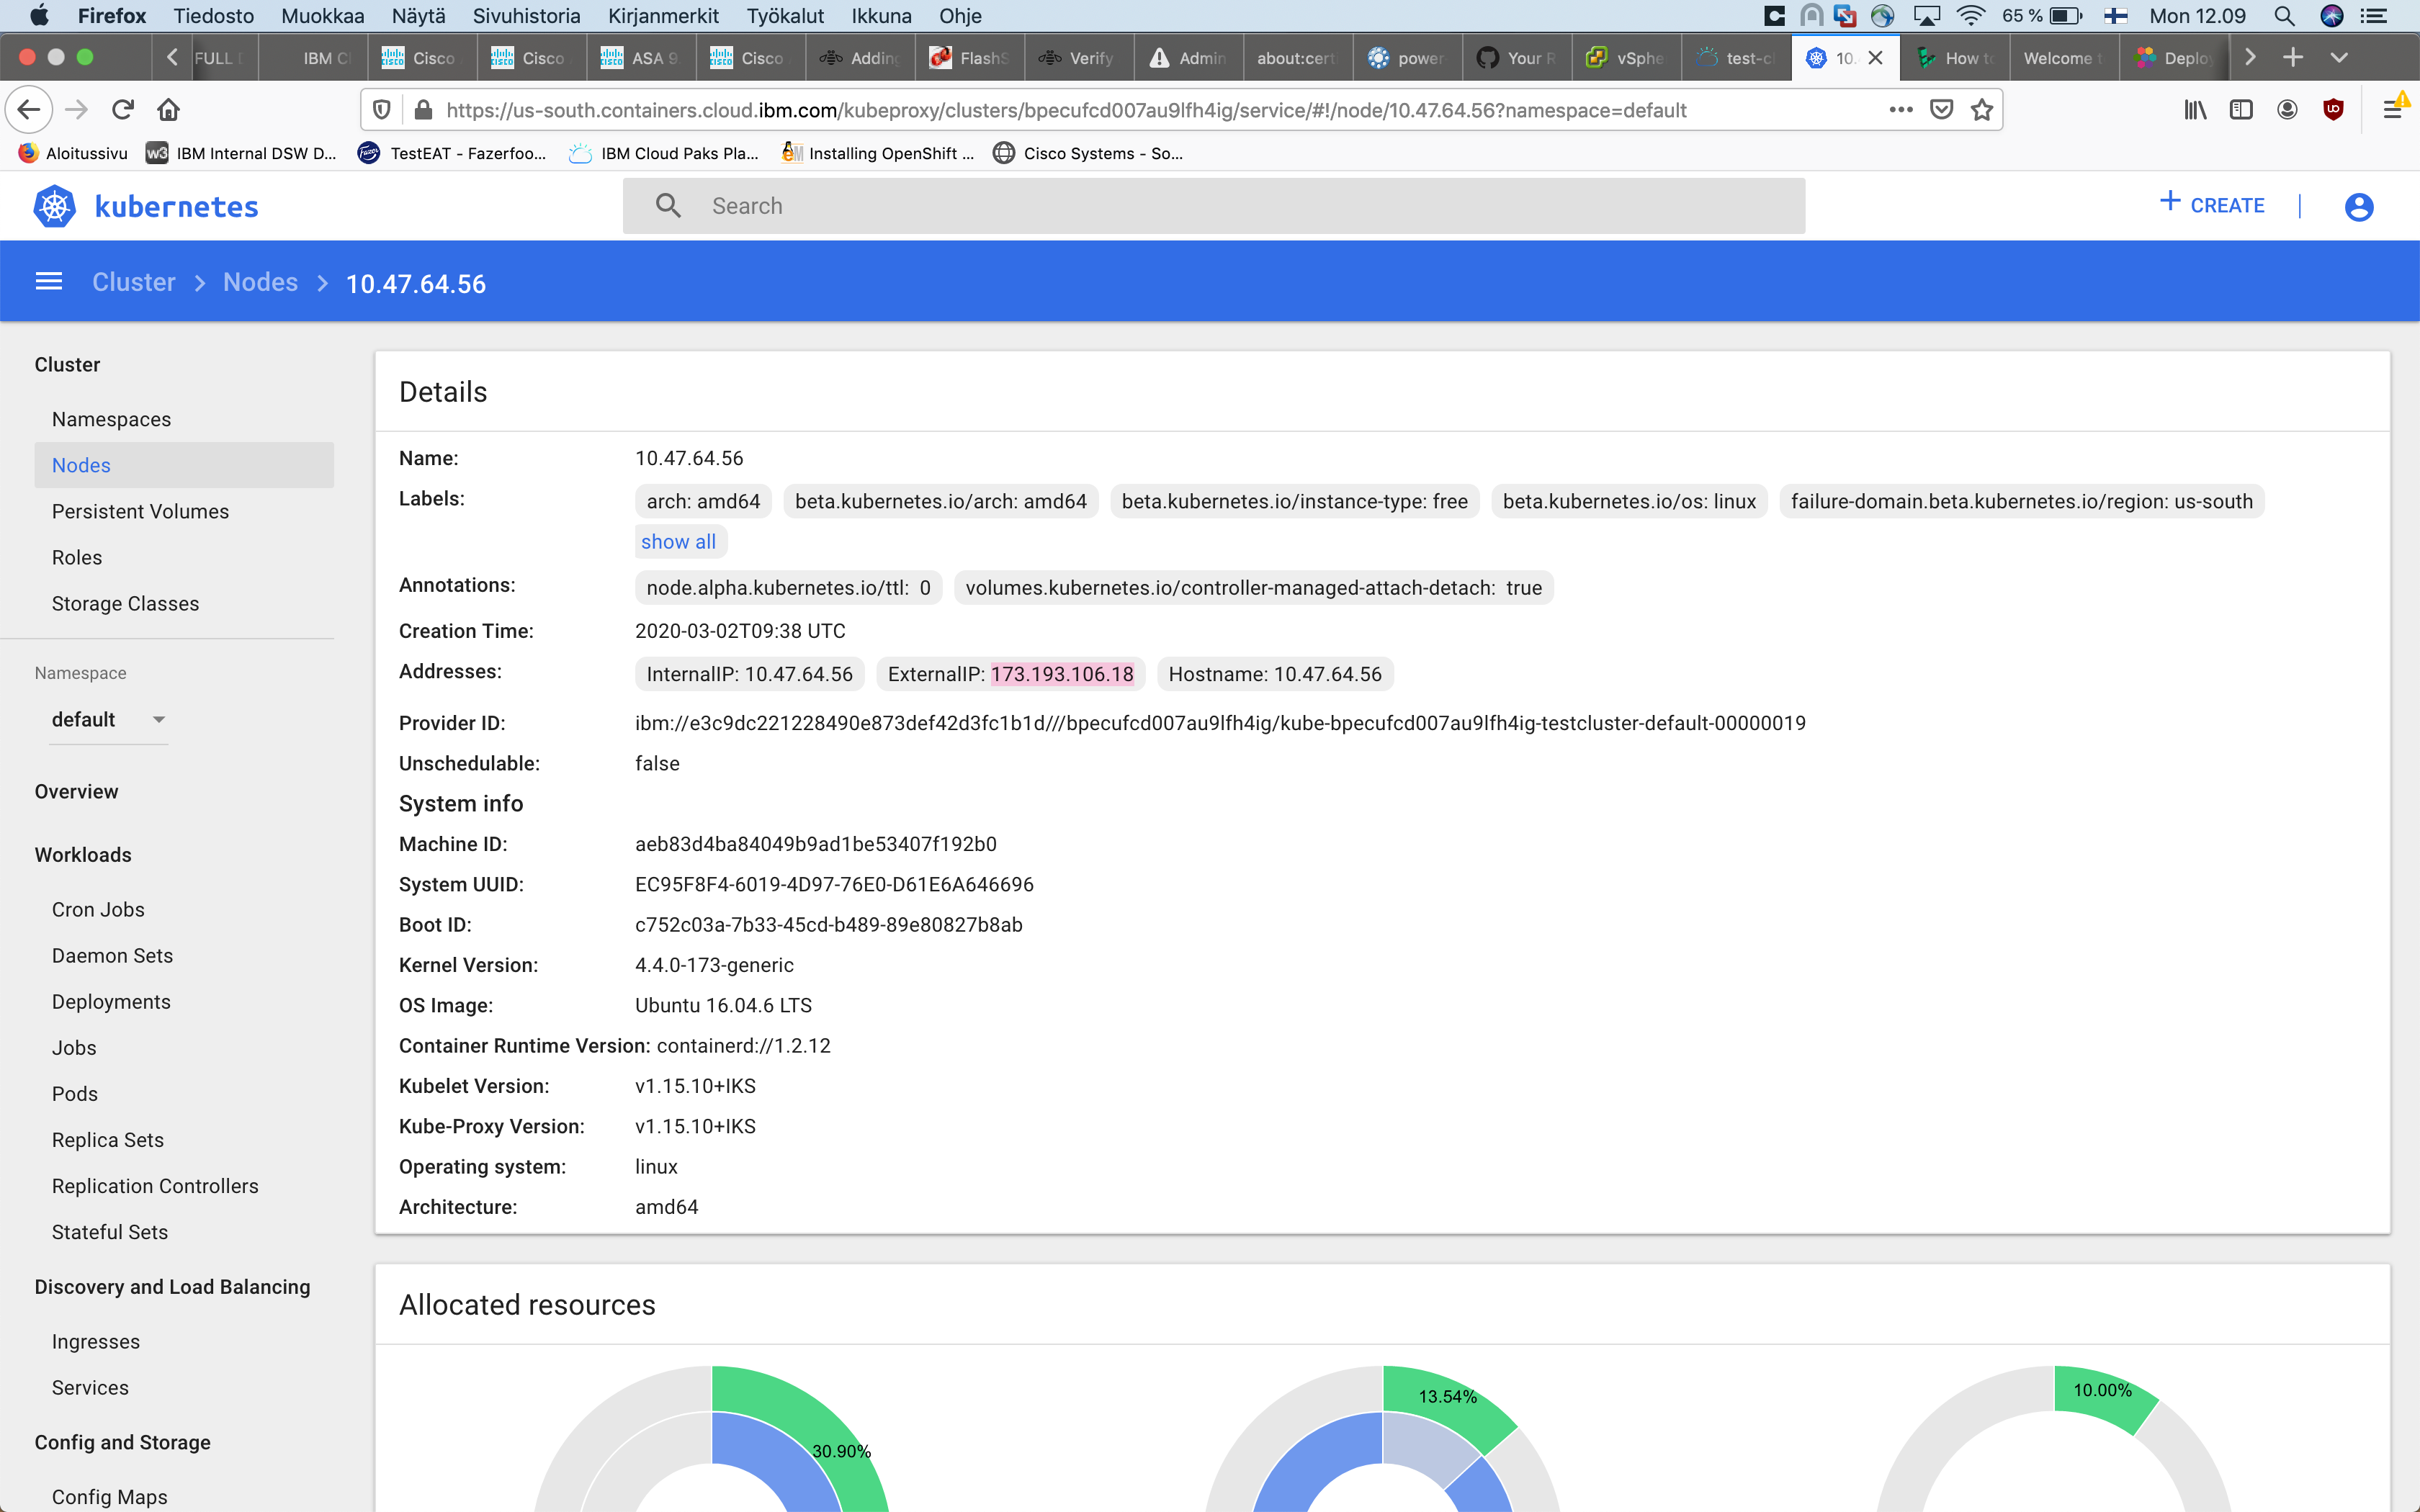 Firefox Tiedosto Muokkaa Näytä Sivuhistoria Kirjanmerkit Työkalut Ikkuna Ohje 65 % Mon 12.09
FULL IBM Cl Cisco Cisco ASA 9 Cisco Adding FlashS Verify Admin about:cert power Your R vSphe test-cl 10. How to Welcome t Deploy
https://us-south.containers.cloud.ibm.com/kubeproxy/clusters/bpecufcd007au9lfh4ig/service/#!/node/10.47.64.56?namespace=default
Aloitussivu w3 IBM Internal DSW D... Fazer TestEAT - Fazerfoo... IBM Cloud Paks Pla... Installing OpenShift ... Cisco Systems - So...
kubernetes Search + CREATE
Cluster > Nodes > 10.47.64.56
Cluster
Namespaces
Nodes
Persistent Volumes
Roles
Storage Classes
Namespace
default
Overview
Workloads
Cron Jobs
Daemon Sets
Deployments
Jobs
Pods
Replica Sets
Replication Controllers
Stateful Sets
Discovery and Load Balancing
Ingresses
Services
Config and Storage
Config Maps
Details
Name: 10.47.64.56
Labels: arch: amd64 beta.kubernetes.io/arch: amd64 beta.kubernetes.io/instance-type: free beta.kubernetes.io/os: linux failure-domain.beta.kubernetes.io/region: us-south
show all
Annotations: node.alpha.kubernetes.io/ttl: 0 volumes.kubernetes.io/controller-managed-attach-detach: true
Creation Time: 2020-03-02T09:38 UTC
Addresses: InternalIP: 10.47.64.56 ExternalIP: 173.193.106.18 Hostname: 10.47.64.56
Provider ID: ibm://e3c9dc221228490e873def42d3fc1b1d///bpecufcd007au9lfh4ig/kube-bpecufcd007au9lfh4ig-testcluster-default-00000019
Unschedulable: false
System info
Machine ID: aeb83d4ba84049b9ad1be53407f192b0
System UUID: EC95F8F4-6019-4D97-76E0-D61E6A646696
Boot ID: c752c03a-7b33-45cd-b489-89e80827b8ab
Kernel Version: 4.4.0-173-generic
OS Image: Ubuntu 16.04.6 LTS
Container Runtime Version: containerd://1.2.12
Kubelet Version: v1.15.10+IKS
Kube-Proxy Version: v1.15.10+IKS
Operating system: linux
Architecture: amd64
Allocated resources
30.90% 13.54% 10.00%